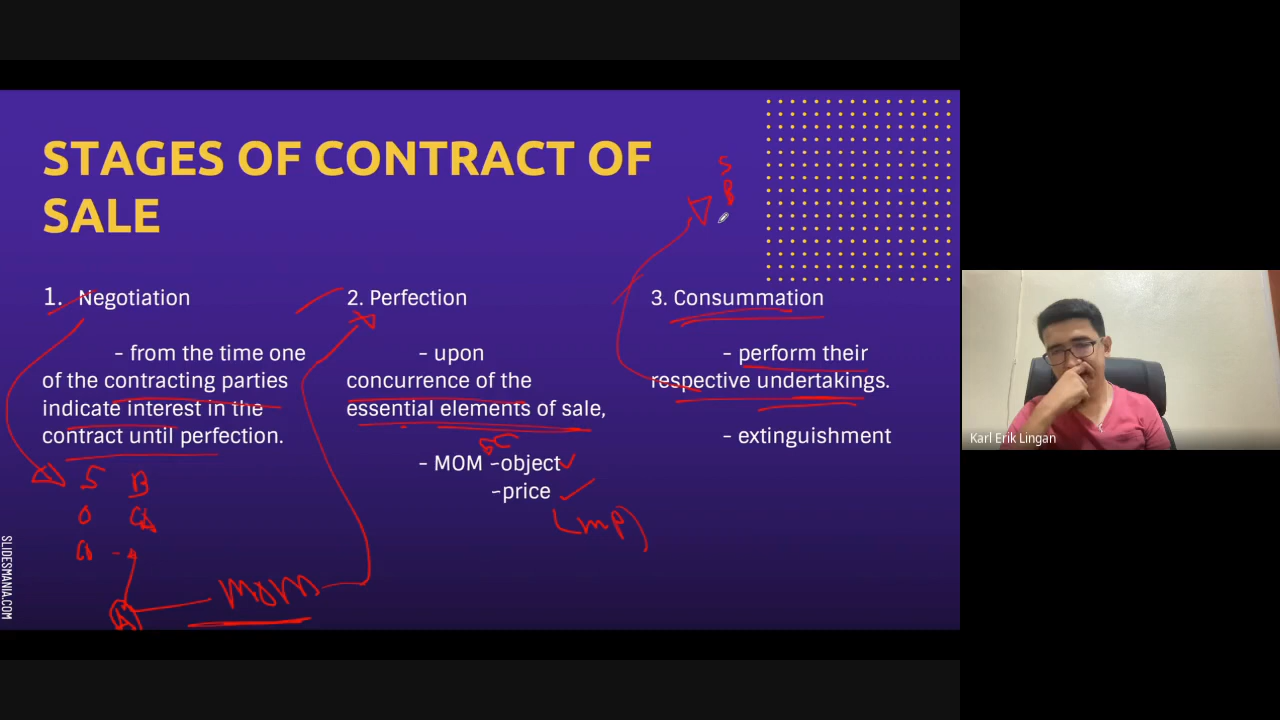 STAGES OF CONTRACT OF
SALE
1. Negotiation
- from the time one
of the contracting parties
indicate interest in the
contract until perfection.
S B
O
A
mom
2. Perfection
- upon
concurrence of the
essential elements of sale,
- MOM -object
-price
(mp)
S
B
3. Consummation
- perform their
respective undertakings.
- extinguishment
SLIDESMANIA.COM
Karl Erik Lingan